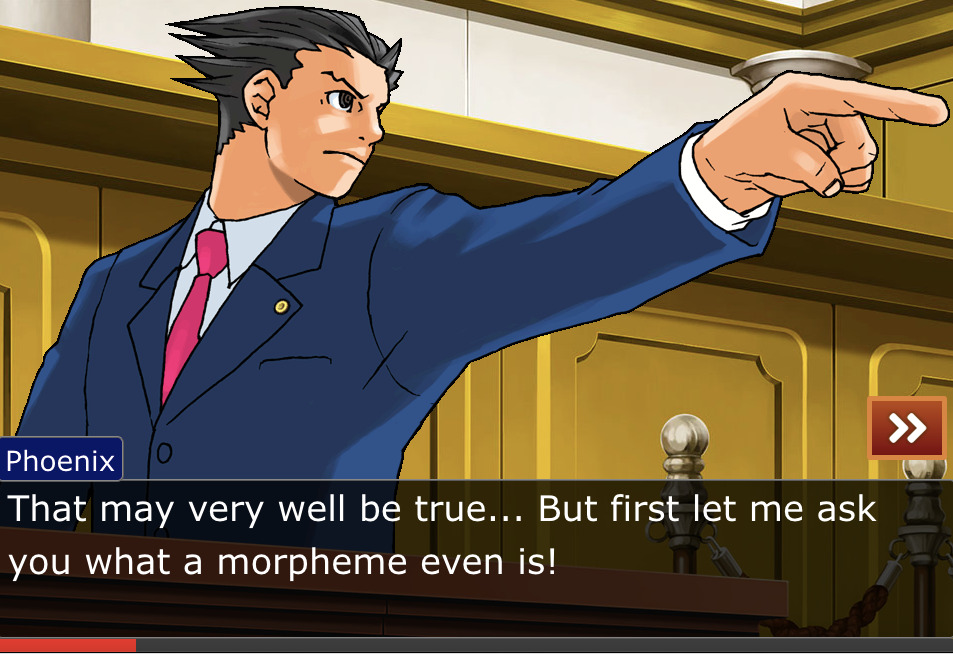 Phoenix
That may very well be true... But first let me ask
you what a morpheme even is!